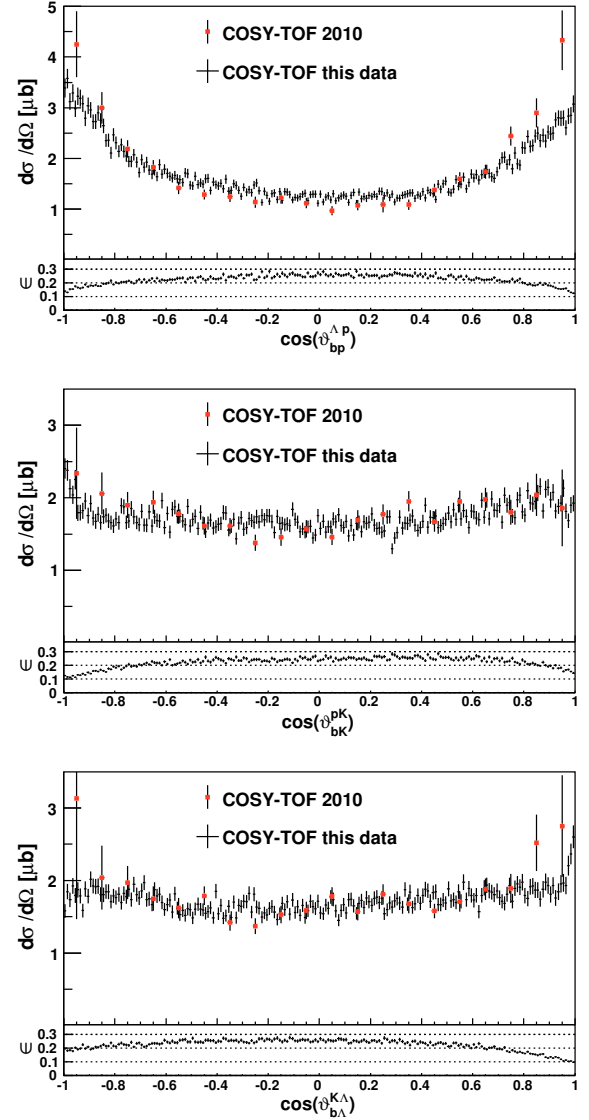 5
COSY-TOF 2010
4
COSY-TOF this data
3
2
1
dσ/dΩ [μb]
0.3
0.2
0.1
0
∈
-1 -0.8 -0.6 -0.4 -0.2 0 0.2 0.4 0.6 0.8 1
cos(ϑ_bp^Λp)
COSY-TOF 2010
3
COSY-TOF this data
2
1
dσ/dΩ [μb]
0.3
0.2
0.1
0
∈
-1 -0.8 -0.6 -0.4 -0.2 0 0.2 0.4 0.6 0.8 1
cos(ϑ_bK^pK)
COSY-TOF 2010
3
COSY-TOF this data
2
1
dσ/dΩ [μb]
0.3
0.2
0.1
0
∈
-1 -0.8 -0.6 -0.4 -0.2 0 0.2 0.4 0.6 0.8 1
cos(ϑ_bΛ^KΛ)